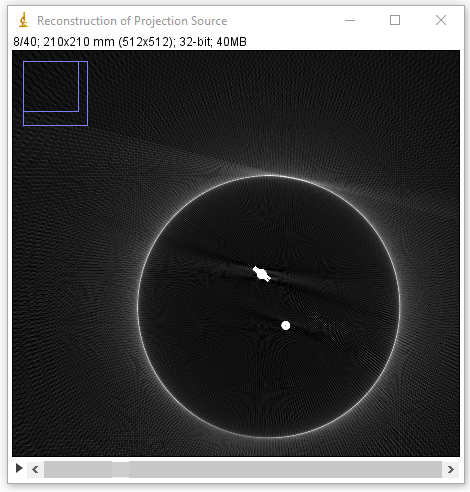 Reconstruction of Projection Source
8/40; 210x210 mm (512x512); 32-bit; 40MB